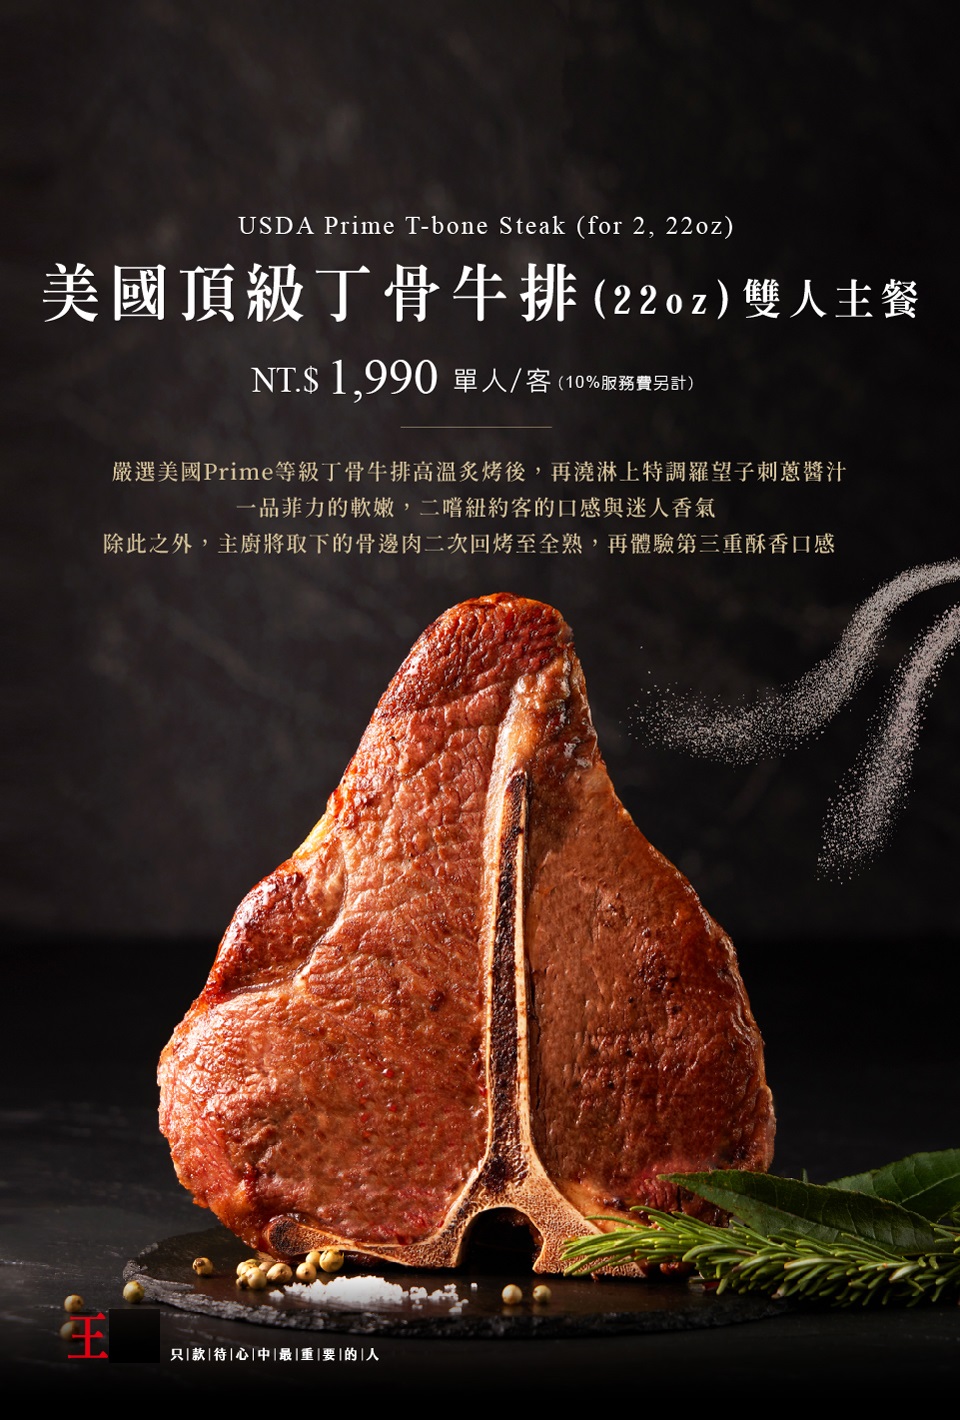 USDA Prime T-bone Steak (for 2, 22oz)
美國頂級丁骨牛排(22oz)雙人主餐
NT.$ 1,990 單人/客(10%服務費另計)
嚴選美國Prime等級丁骨牛排高溫炙烤後，再澆淋上特調羅望子刺蔥醬汁
一品菲力的軟嫩，二嚐紐約客的口感與迷人香氣
除此之外，主廚將取下的骨邊肉二次回烤至全熟，再體驗第三重酥香口感
王
只|款|待|心|中|最|重|要|的|人